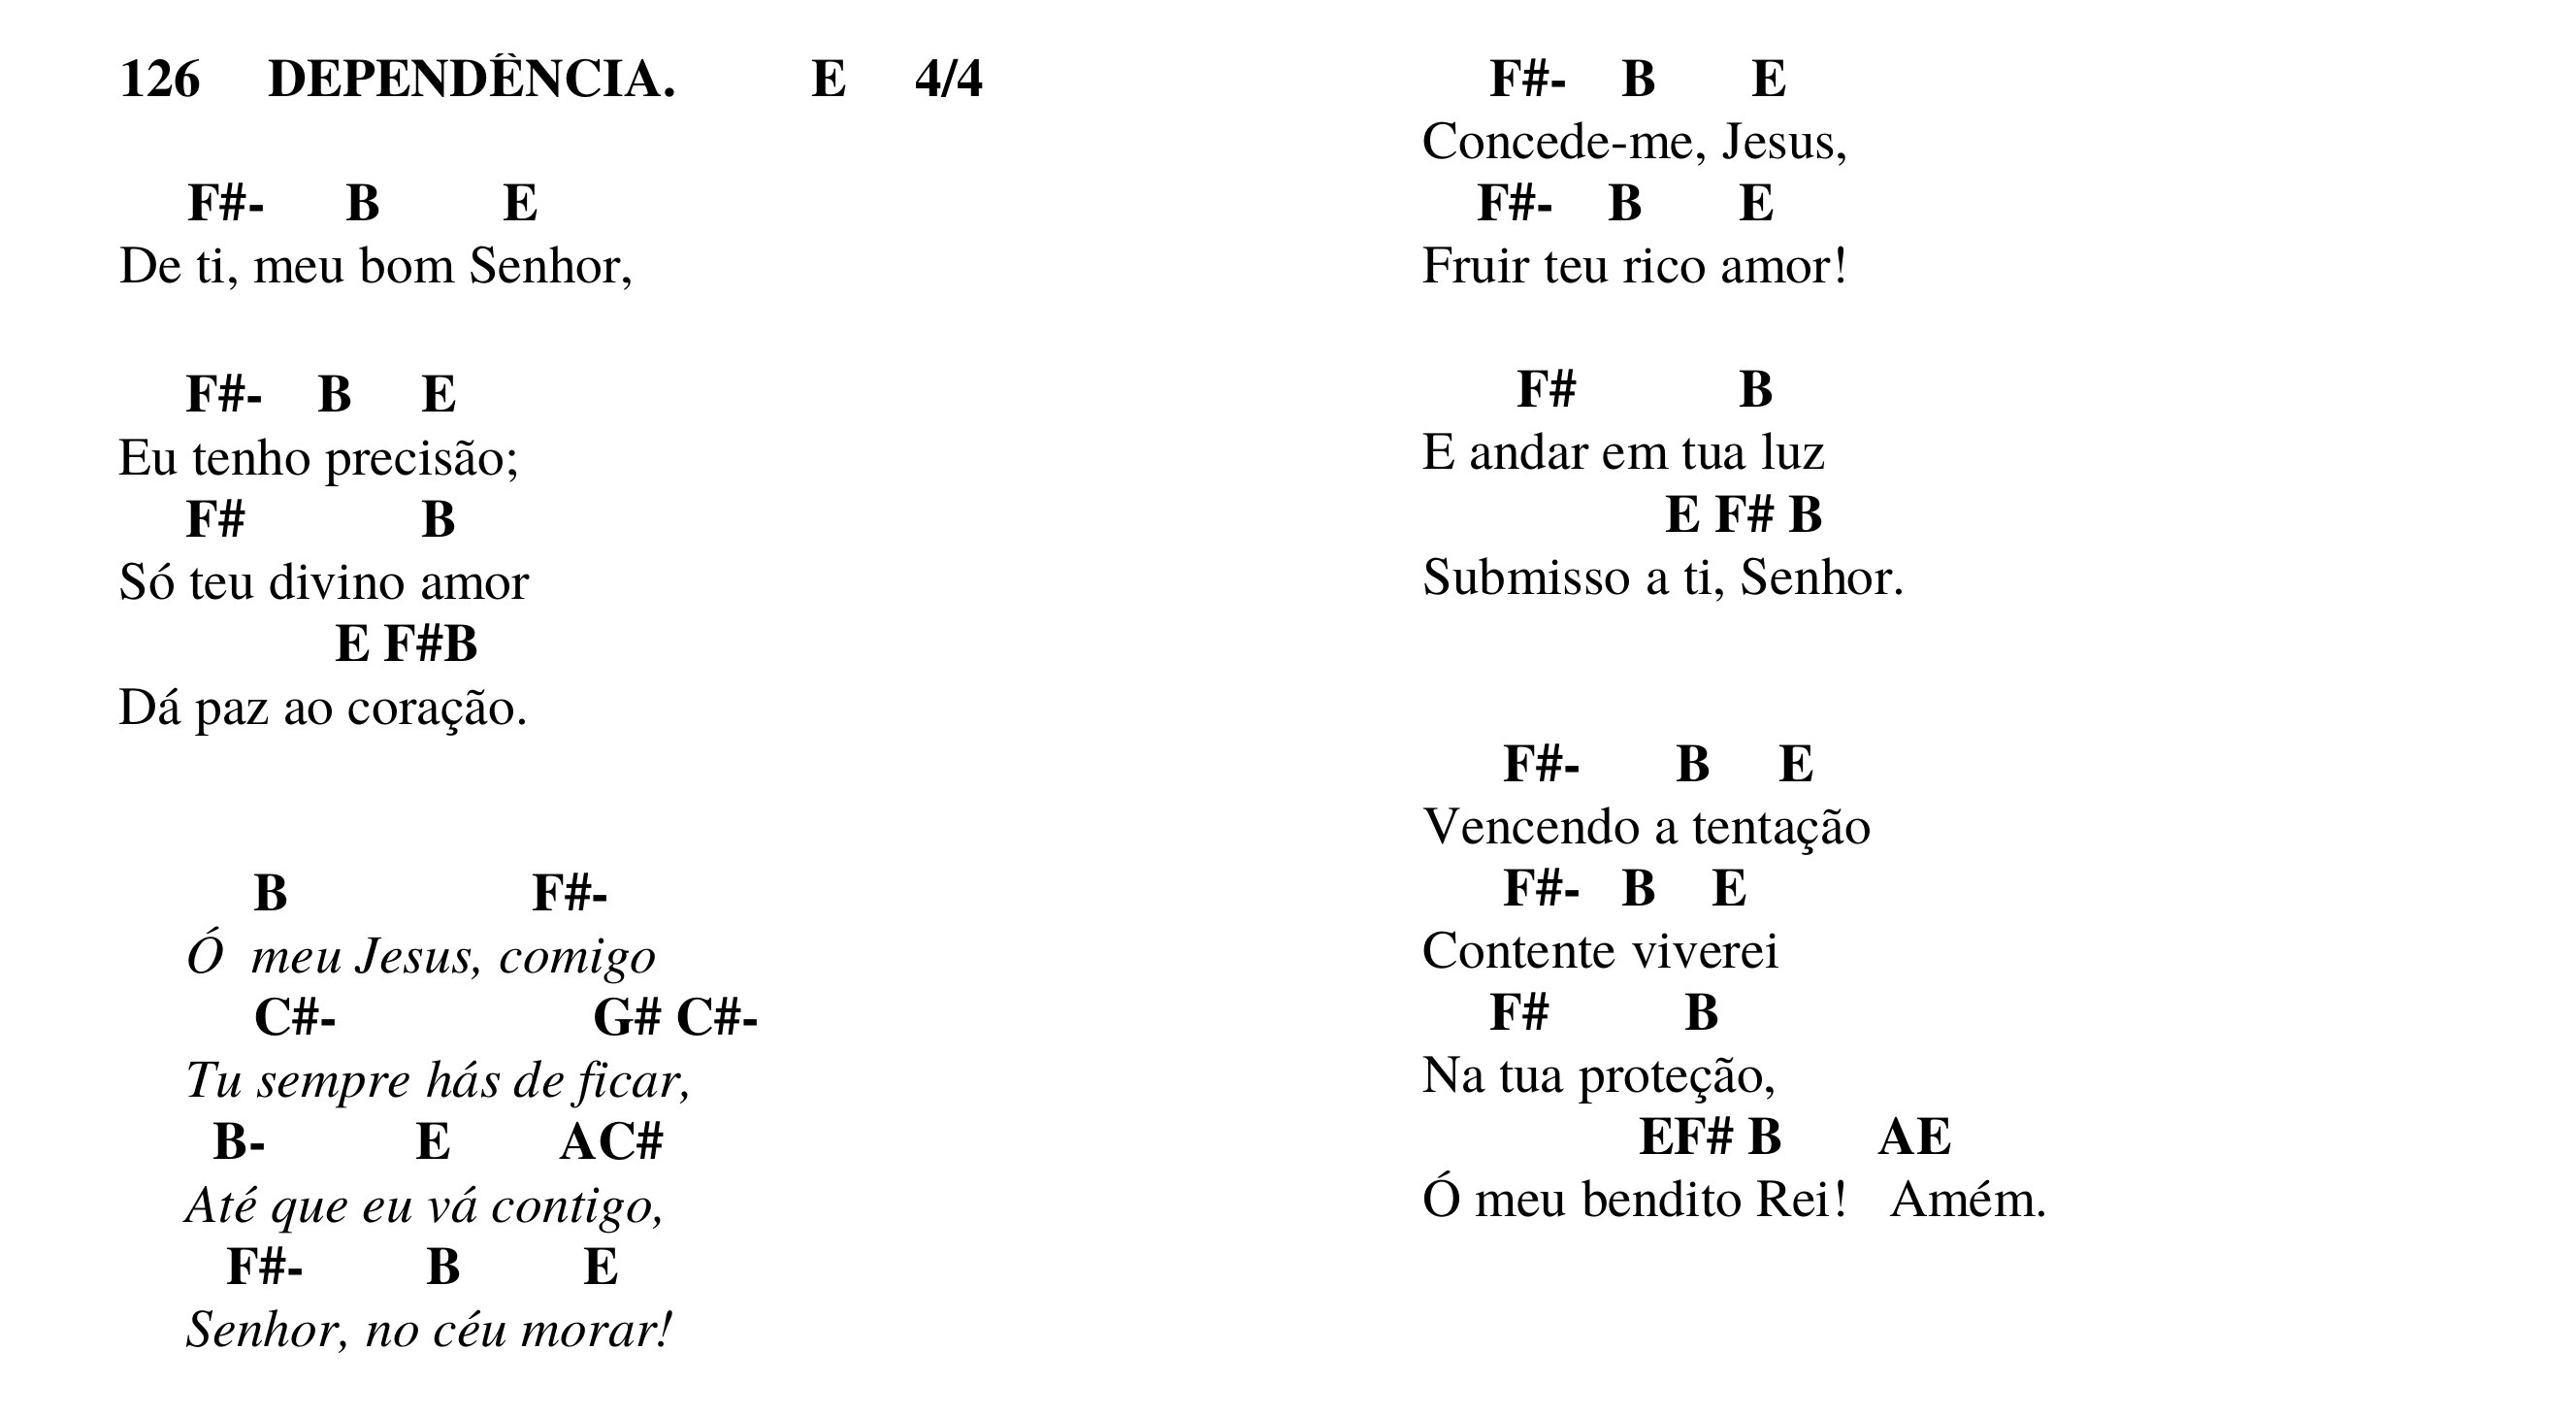 126 DEPENDÊNCIA. E 4/4
F#- B E
De ti, meu bom Senhor,
F#- B E
Eu tenho precisão;
F# B
Só teu divino amor
E F#B
Dá paz ao coração.
B F#-
Ó meu Jesus, comigo
C#- G# C#-
Tu sempre hás de ficar,
B- E AC#
Até que eu vá contigo,
F#- B E
Senhor, no céu morar!
F#- B E
Concede-me, Jesus,
F#- B E
Fruir teu rico amor!
F# B
E andar em tua luz
E F# B
Submisso a ti, Senhor.
F#- B E
Vencendo a tentação
F#- B E
Contente viverei
F# B
Na tua proteção,
EF# B AE
Ó meu bendito Rei! Amém.